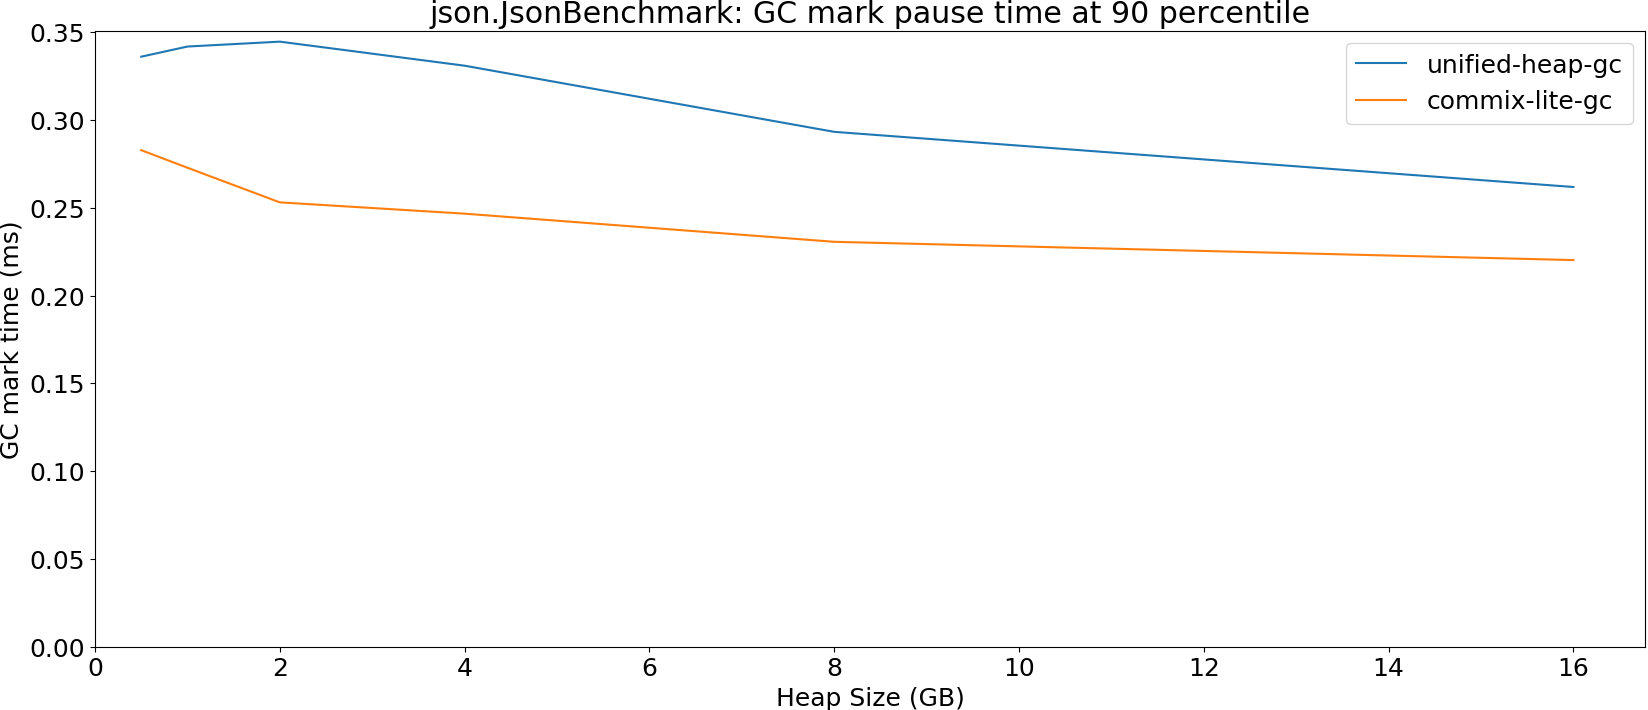 json.JsonBenchmark: GC mark pause time at 90 percentile
unified-heap-gc
commix-lite-gc
GC mark time (ms)
0.35
0.30
0.25
0.20
0.15
0.10
0.05
0.00
0 2 4 6 8 10 12 14 16
Heap Size (GB)